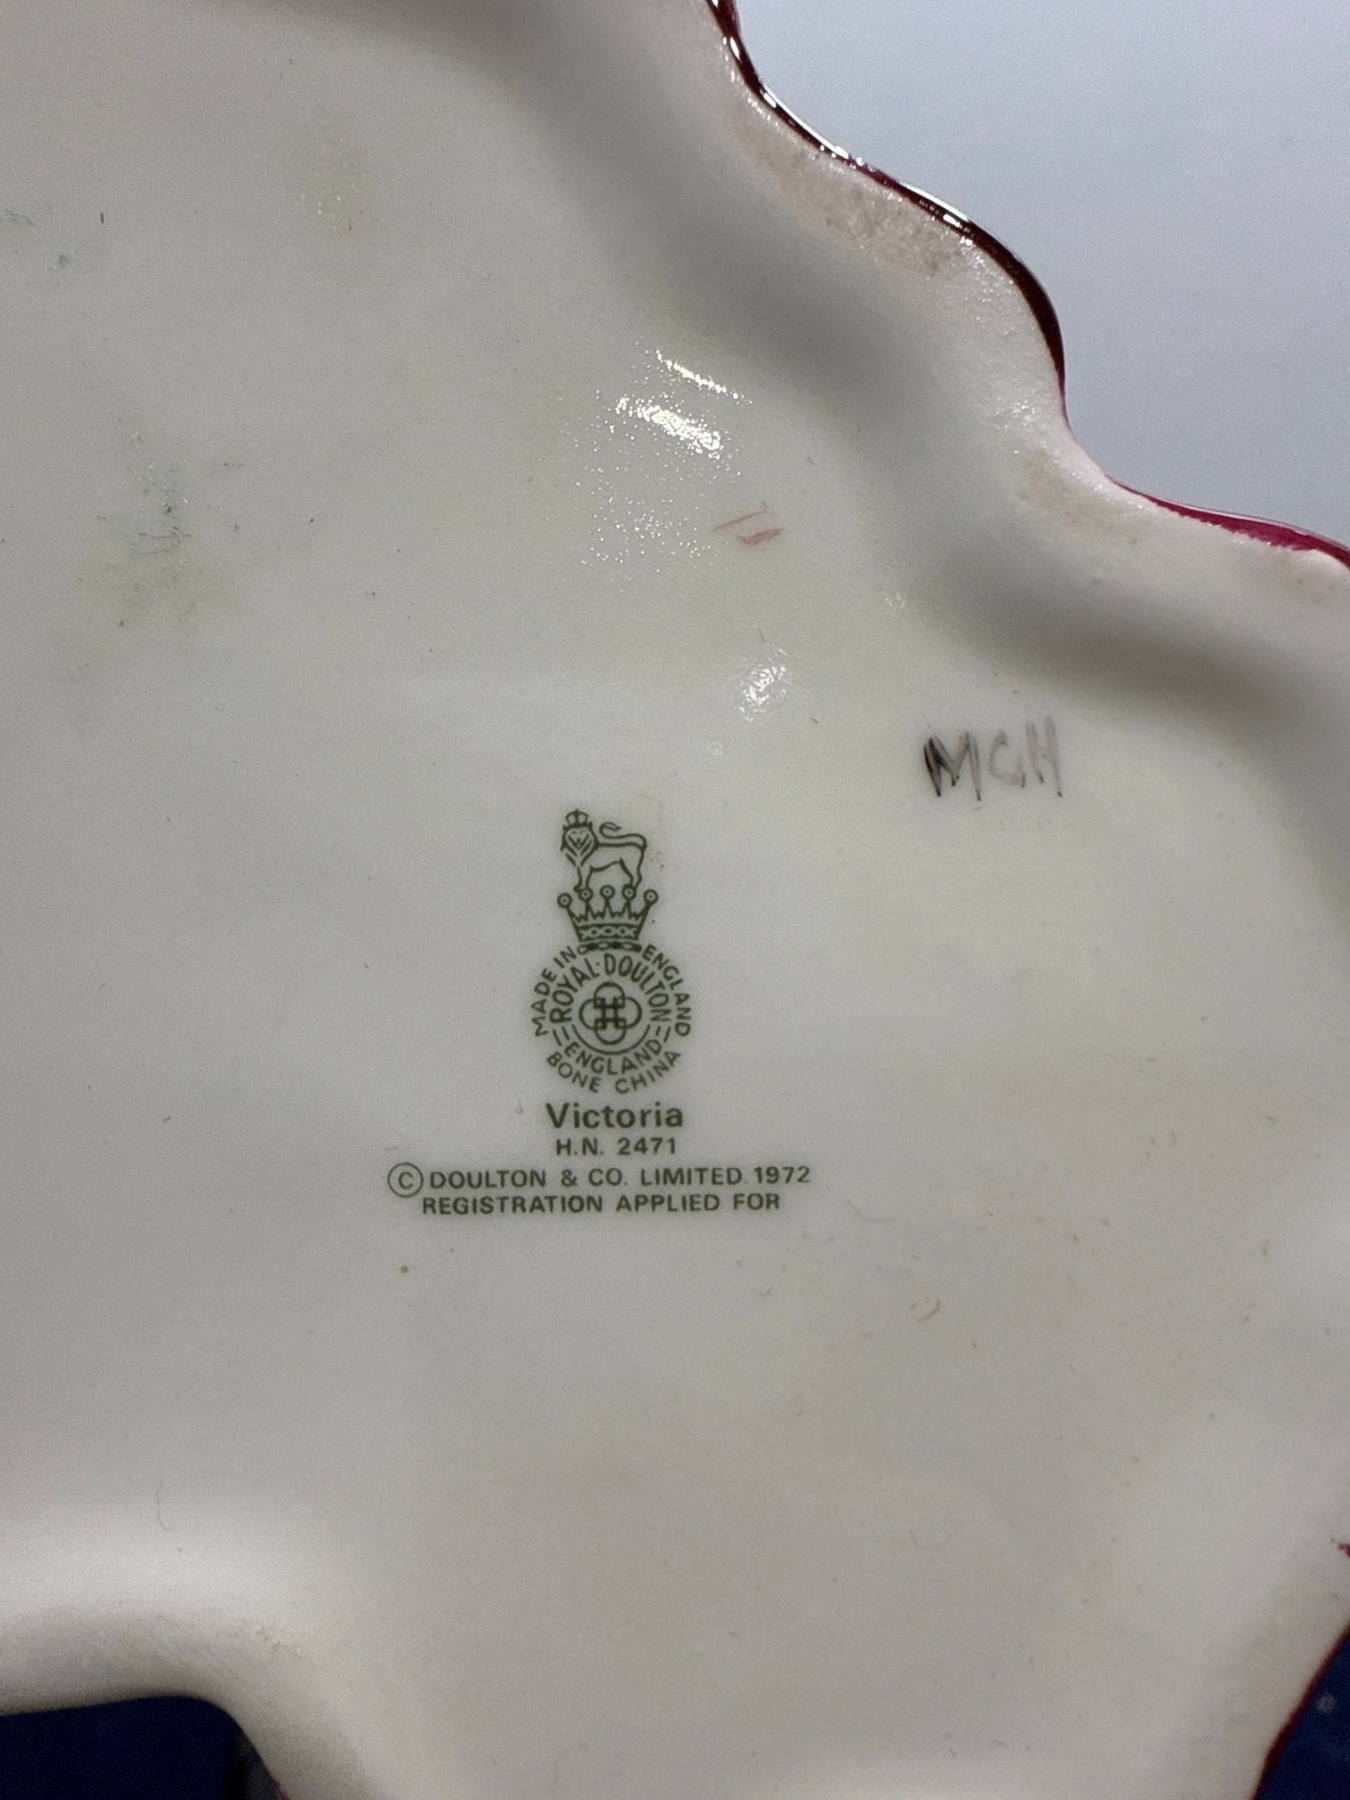 MGH
MADE IN ENGLAND
ROYAL·DOULTON
ENGLAND
BONE CHINA
Victoria
H.N. 2471
© DOULTON & CO. LIMITED 1972
REGISTRATION APPLIED FOR